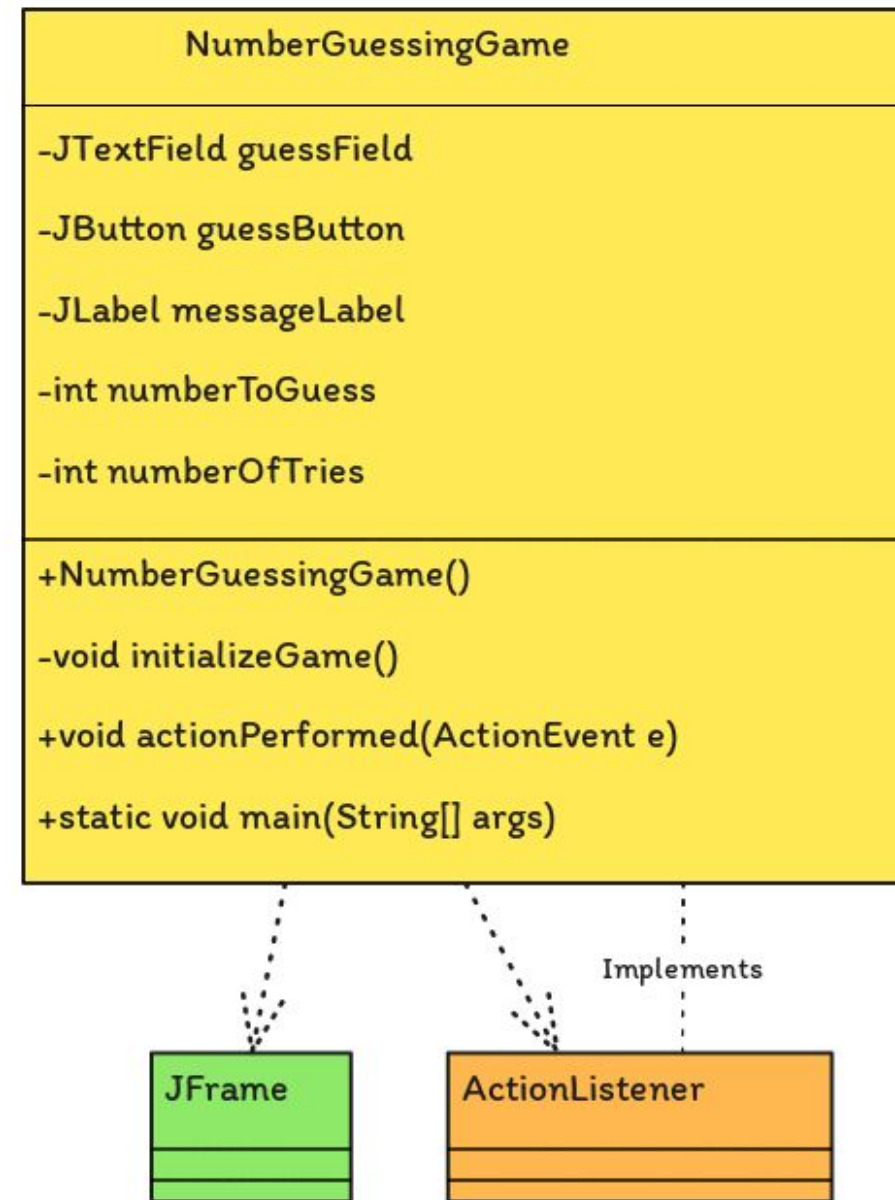 NumberGuessingGame
-JTextField guessField
-JButton guessButton
-JLabel messageLabel
-int numberToGuess
-int numberOfTries
+NumberGuessingGame()
-void initializeGame()
+void actionPerformed(ActionEvent e)
+static void main(String[] args)
Implements
JFrame
ActionListener